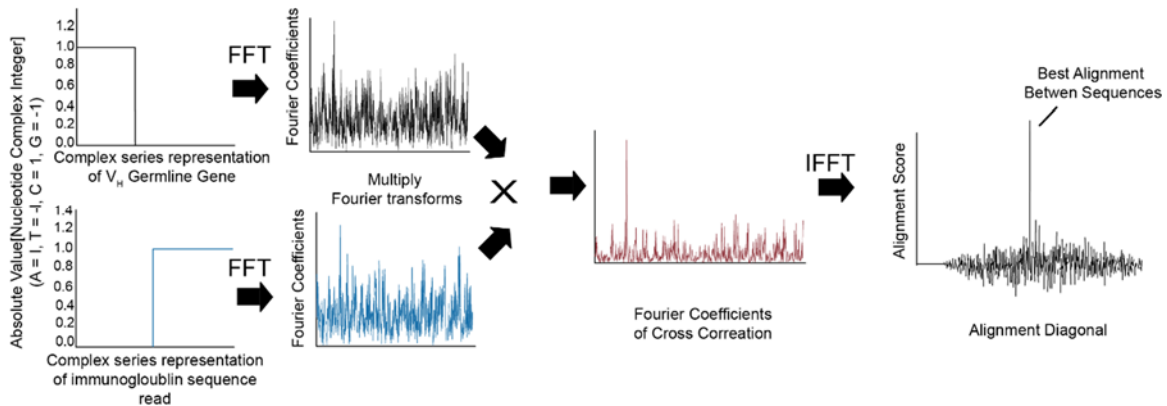 Absolute Value[Nucleotide Complex Integer]
(A = I, T = -I, C = 1, G = -1)
1.2
1.0
0.8
0.6
0.4
0.2
0.0
Complex series representation
of VH Germline Gene
FFT
Fourier Coefficients
Multiply
Fourier transforms
X
1.4
1.2
1.0
0.8
0.6
0.4
0.2
0.0
Complex series representation
of immunogloublin sequence
read
FFT
Fourier Coefficients
Fourier Coefficients
of Cross Correation
IFFT
Best Alignment
Betwen Sequences
Alignment Score
Alignment Diagonal